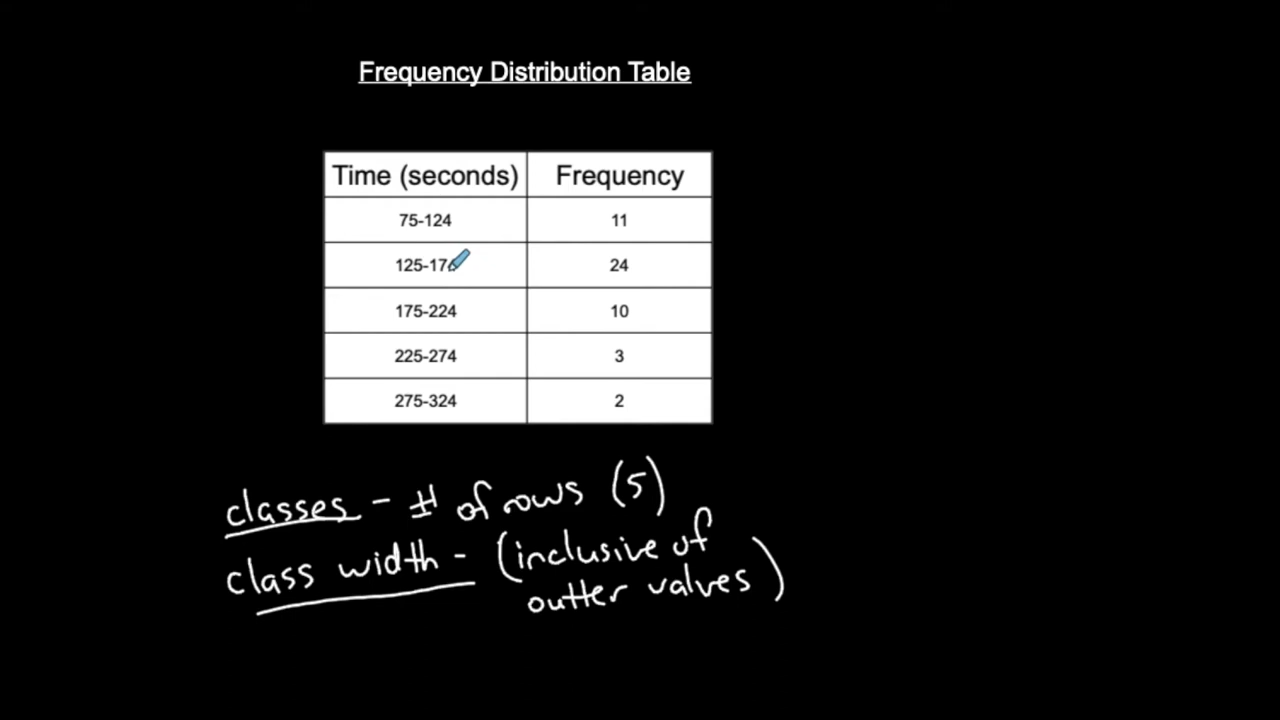 Frequency Distribution Table
Time (seconds) Frequency
75-124 11
125-17 24
175-224 10
225-274 3
275-324 2
classes - # of rows (5)
class width - (inclusive of
outter values)